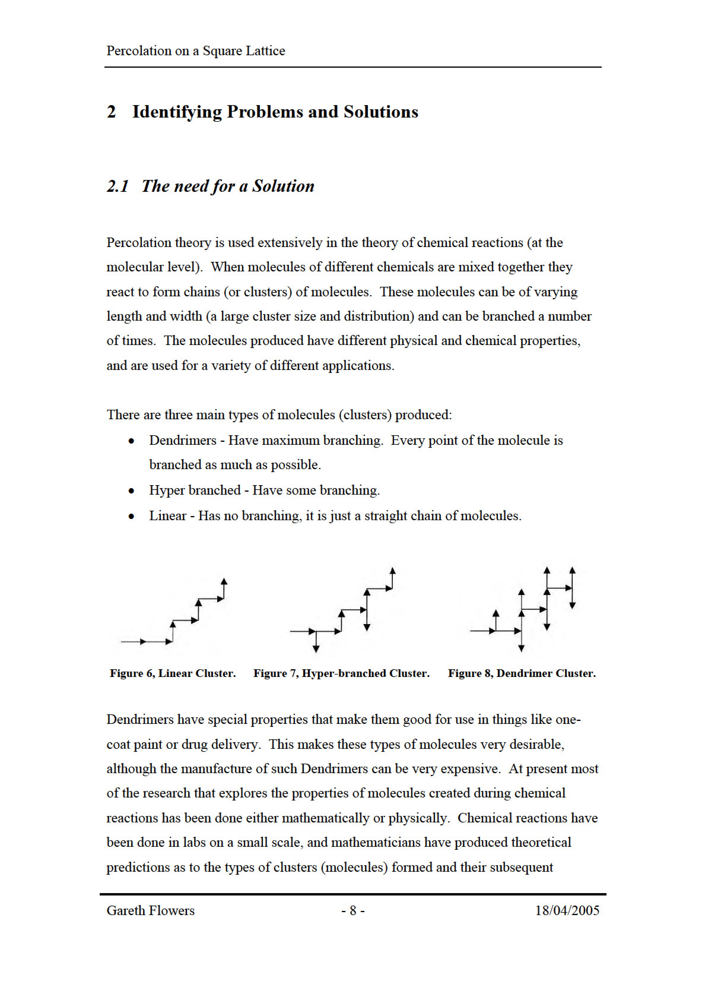 Percolation on a Square Lattice
2 Identifying Problems and Solutions
2.1 The need for a Solution
Percolation theory is used extensively in the theory of chemical reactions (at the
molecular level). When molecules of different chemicals are mixed together they
react to form chains (or clusters) of molecules. These molecules can be of varying
length and width (a large cluster size and distribution) and can be branched a number
of times. The molecules produced have different physical and chemical properties,
and are used for a variety of different applications.
There are three main types of molecules (clusters) produced:
• Dendrimers - Have maximum branching. Every point of the molecule is
branched as much as possible.
• Hyper branched - Have some branching.
• Linear - Has no branching, it is just a straight chain of molecules.
Figure 6, Linear Cluster. Figure 7, Hyper-branched Cluster. Figure 8, Dendrimer Cluster.
Dendrimers have special properties that make them good for use in things like one-
coat paint or drug delivery. This makes these types of molecules very desirable,
although the manufacture of such Dendrimers can be very expensive. At present most
of the research that explores the properties of molecules created during chemical
reactions has been done either mathematically or physically. Chemical reactions have
been done in labs on a small scale, and mathematicians have produced theoretical
predictions as to the types of clusters (molecules) formed and their subsequent
Gareth Flowers - 8 - 18/04/2005